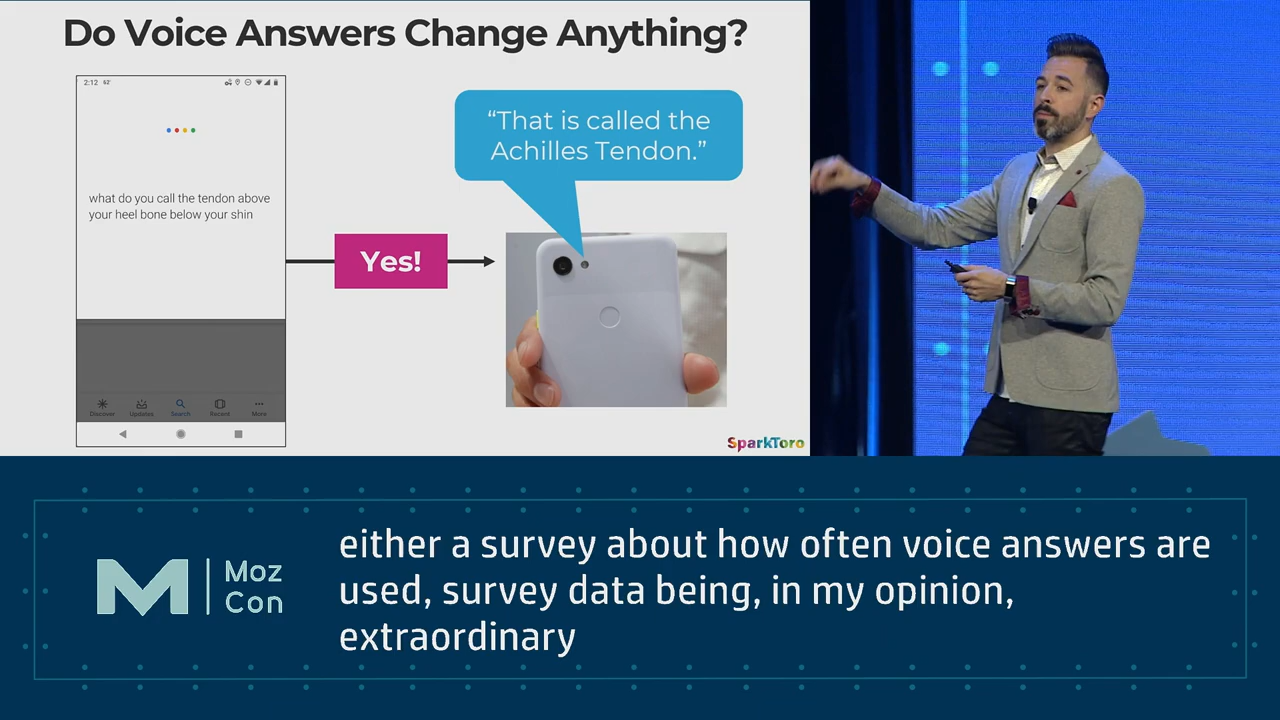 Do Voice Answers Change Anything?
2:12
what do you call the tendon above
your heel bone below your shin
Discover Updates Search Recent More
Yes!
“That is called the
Achilles Tendon.”
SparkToro
Moz
Con
either a survey about how often voice answers are
used, survey data being, in my opinion,
extraordinary